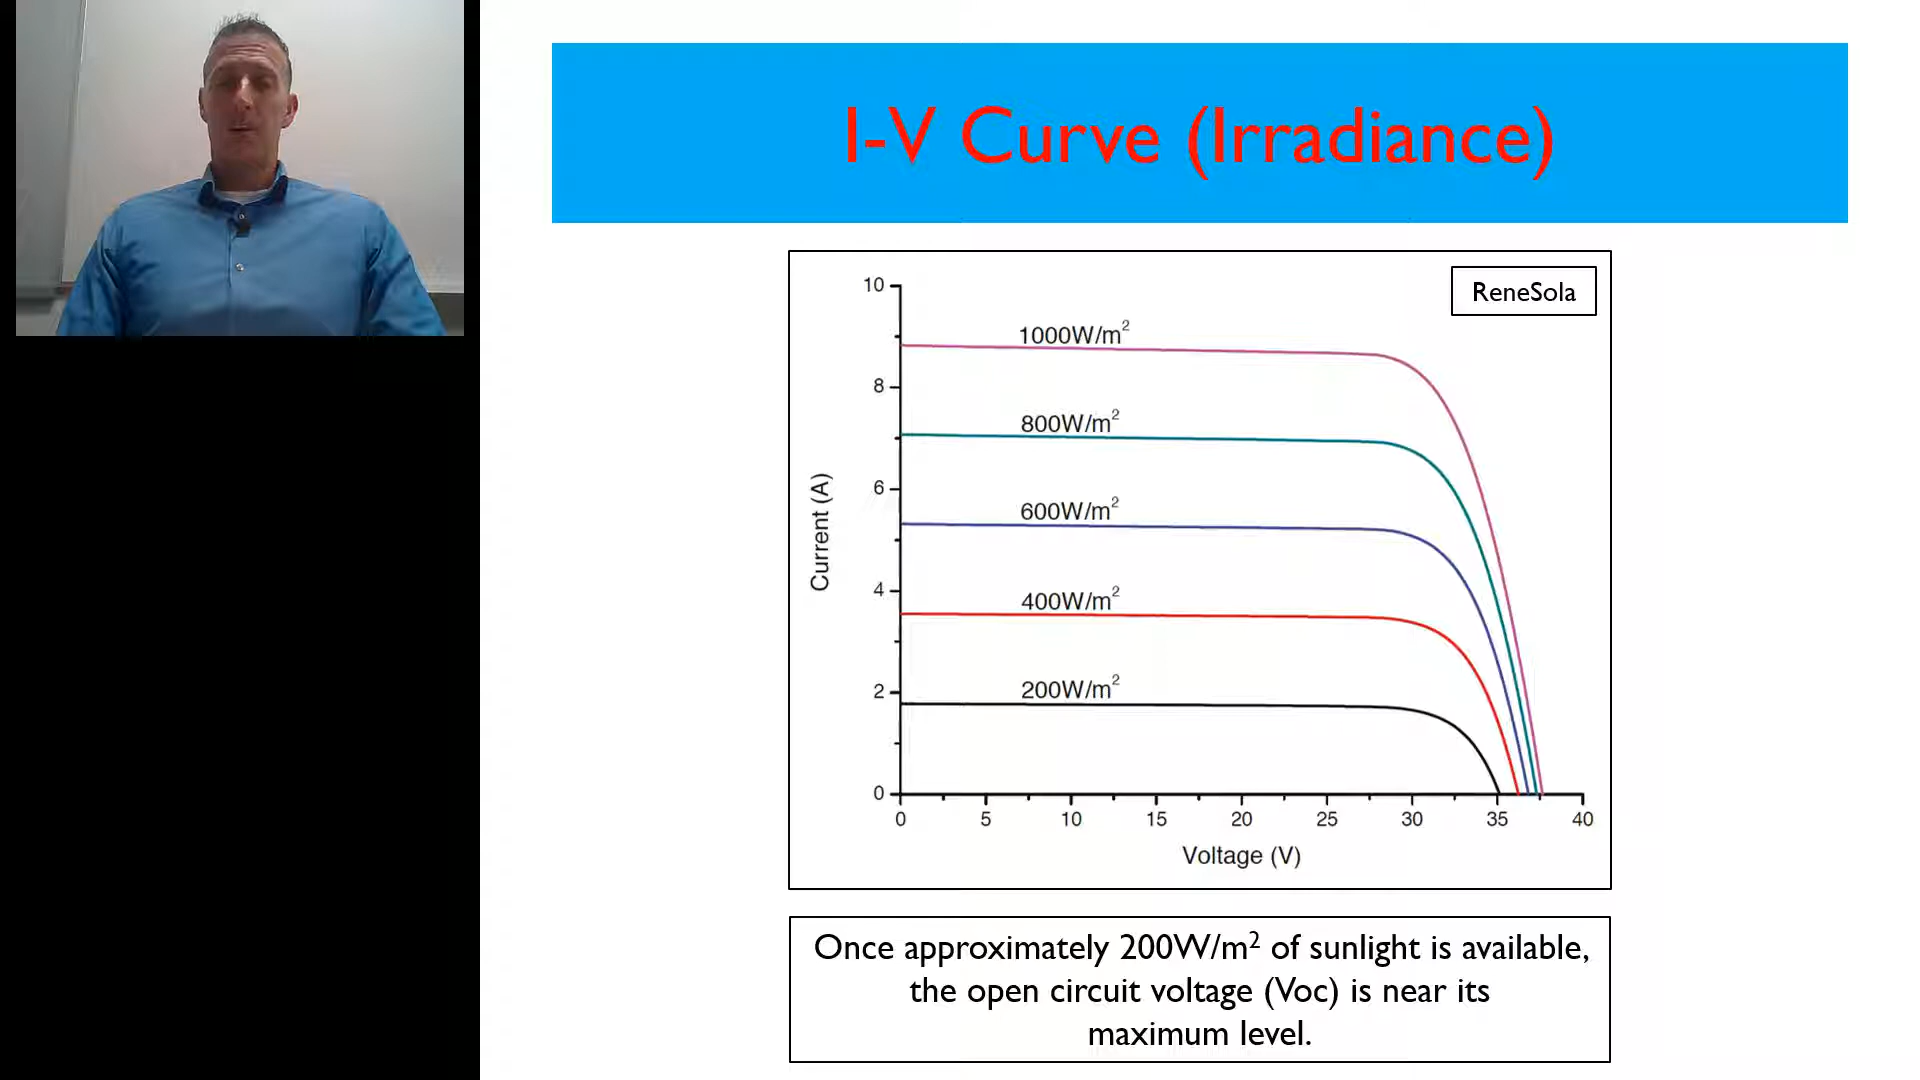 I-V Curve (Irradiance)
ReneSola
10
8
6
4
2
0
Current (A)
1000W/m²
800W/m²
600W/m²
400W/m²
200W/m²
0 5 10 15 20 25 30 35 40
Voltage (V)
Once approximately 200W/m² of sunlight is available,
the open circuit voltage (Voc) is near its
maximum level.